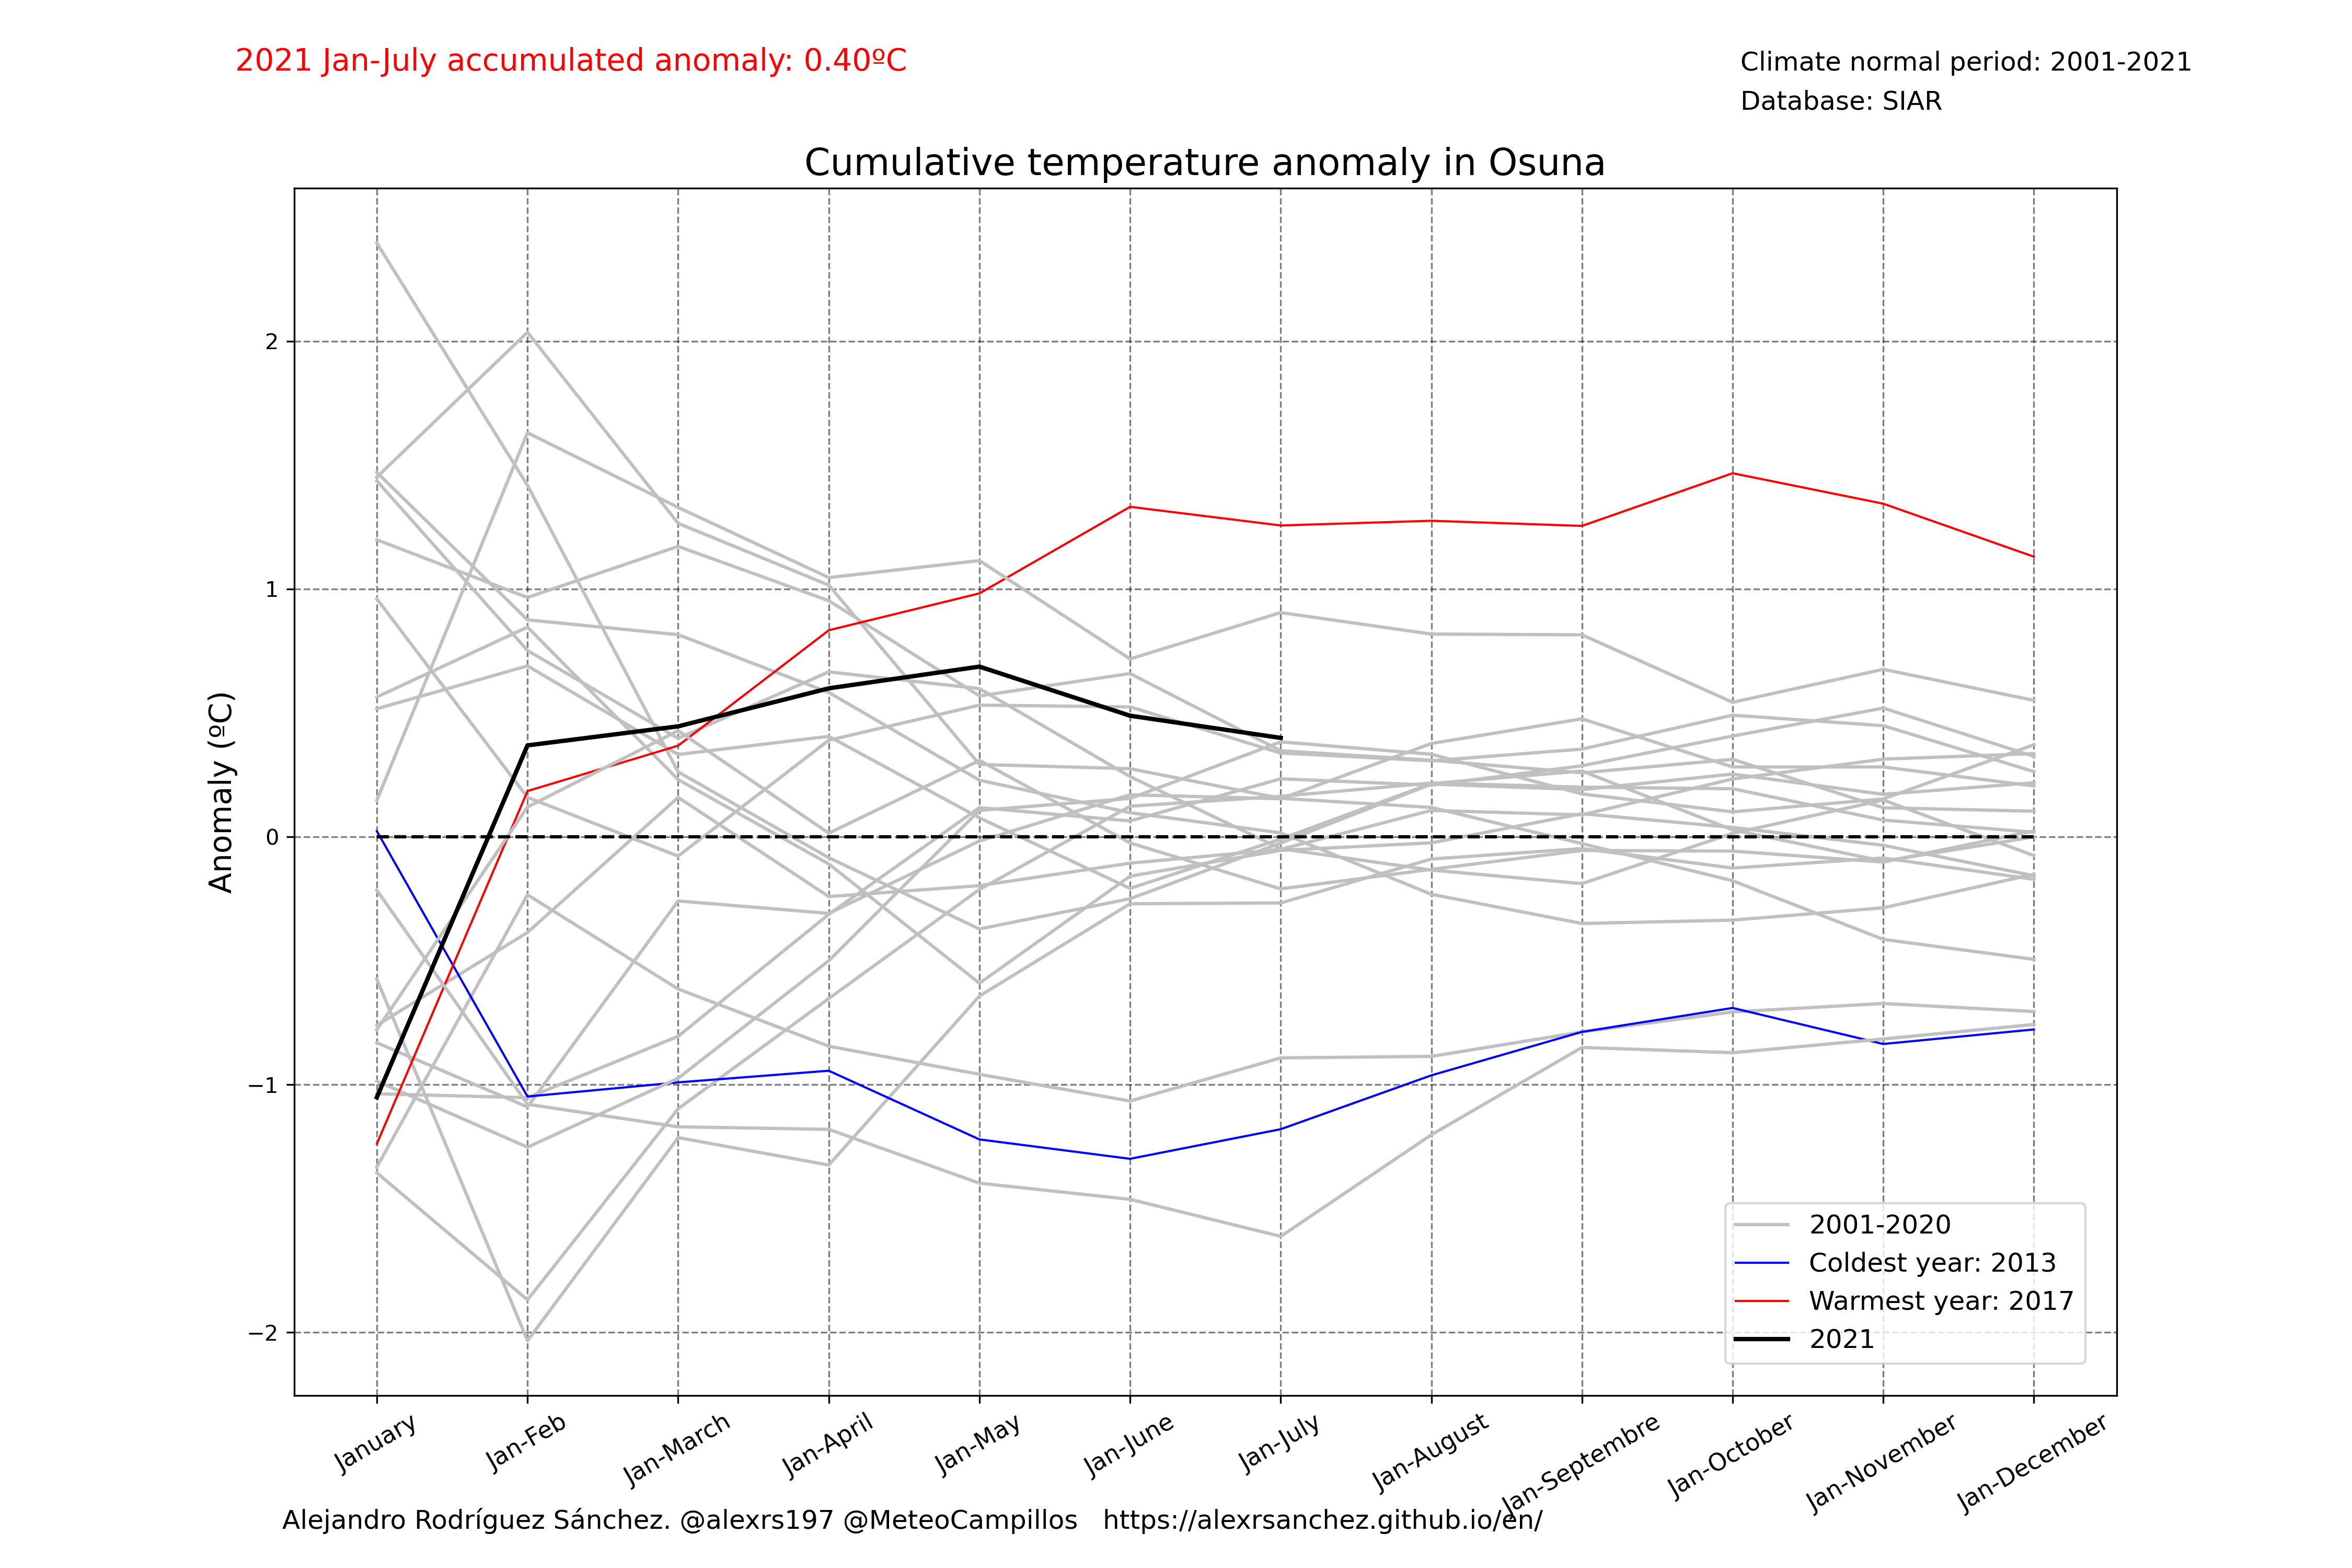 2021 Jan-July accumulated anomaly: 0.40ºC
Climate normal period: 2001-2021
Database: SIAR
Cumulative temperature anomaly in Osuna
Anomaly (ºC)
2
1
0
−1
−2
2001-2020
Coldest year: 2013
Warmest year: 2017
2021
January
Jan-Feb
Jan-March
Jan-April
Jan-May
Jan-June
Jan-July
Jan-August
Jan-Septembre
Jan-October
Jan-November
Jan-December
Alejandro Rodríguez Sánchez. @alexrs197 @MeteoCampillos   https://alexrsanchez.github.io/en/